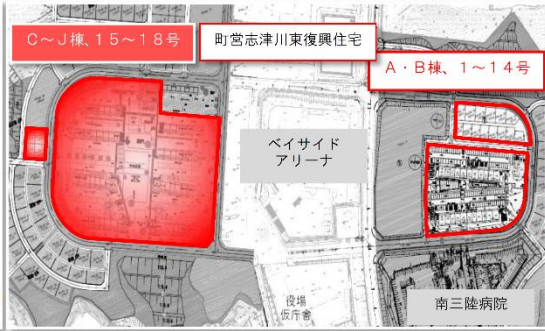 C～J棟、15～18号
町営志津川東復興住宅
A・B棟、1～14号
ベイサイド
アリーナ
役場
仮庁舎
南三陸病院